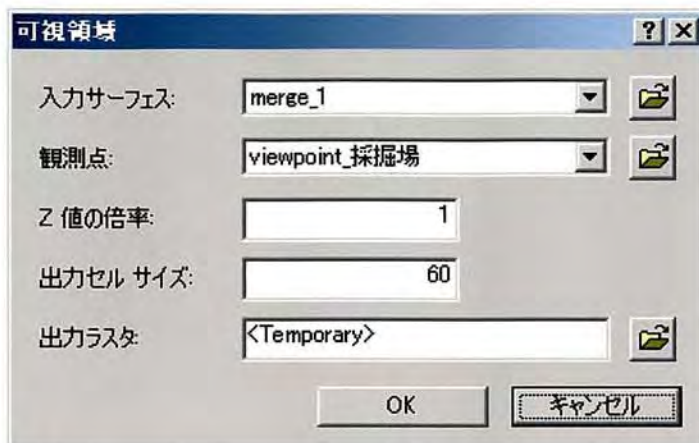 可視領域
入力サーフェス: merge_1
観測点: viewpoint_採掘場
Z 値の倍率: 1
出力セル サイズ: 60
出力ラスタ: <Temporary>
OK キャンセル